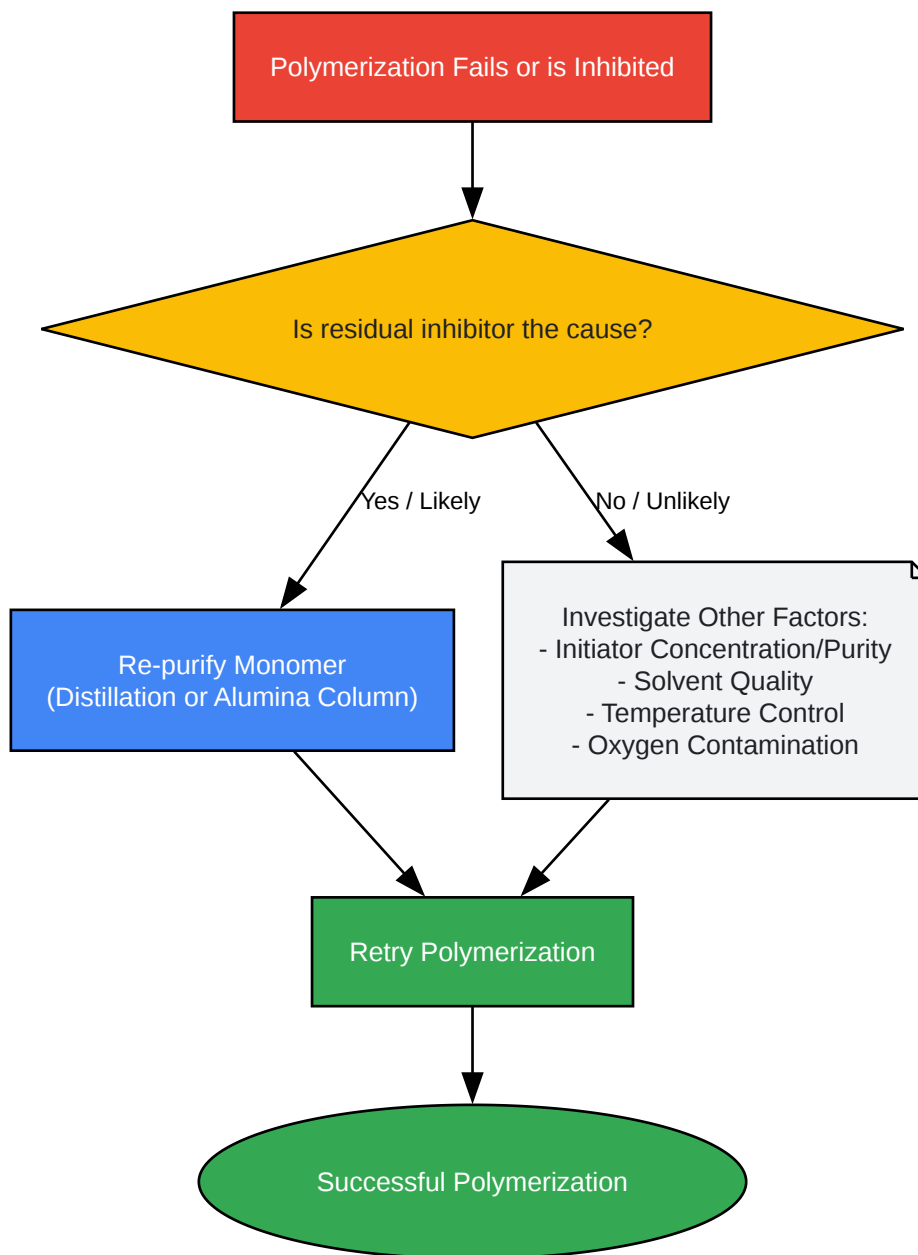 Polymerization Fails or is Inhibited
Is residual inhibitor the cause?
Yes / Likely
No / Unlikely
Re-purify Monomer
(Distillation or Alumina Column)
Investigate Other Factors:
- Initiator Concentration/Purity
- Solvent Quality
- Temperature Control
- Oxygen Contamination
Retry Polymerization
Successful Polymerization